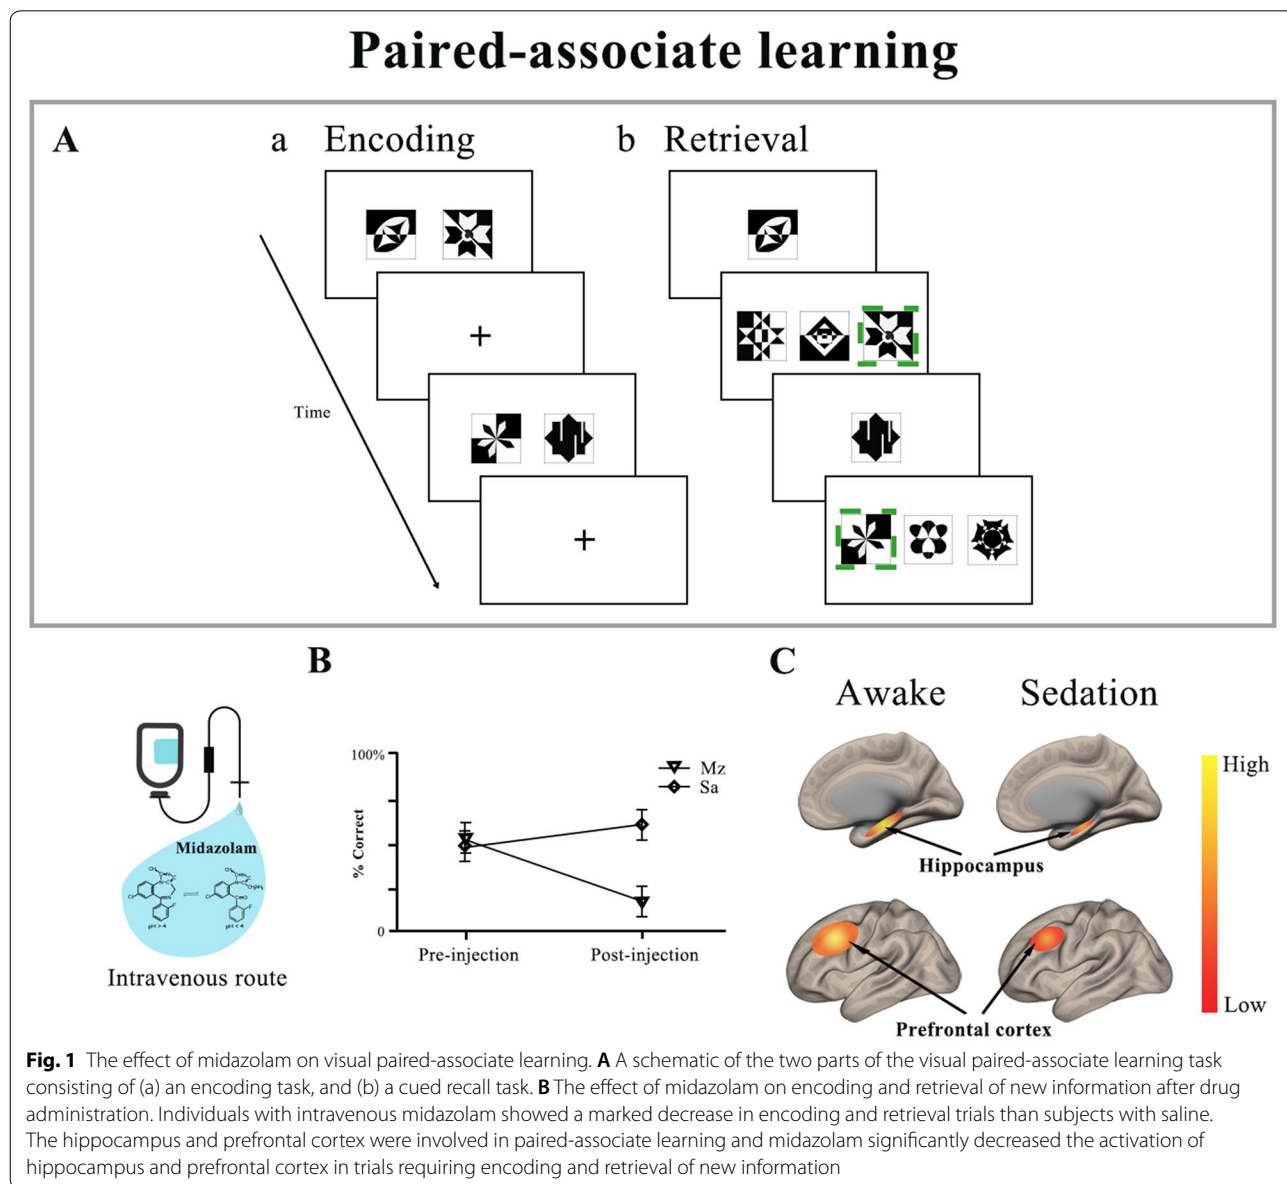 Paired-associate learning
A
a Encoding
b Retrieval
Time
B
C
Awake
Sedation
Midazolam
pH > 4
pH < 4
Intravenous route
100%
% Correct
0
Mz
Sa
Pre-injection
Post-injection
Hippocampus
Prefrontal cortex
High
Low
Fig. 1 The effect of midazolam on visual paired-associate learning. A A schematic of the two parts of the visual paired-associate learning task
consisting of (a) an encoding task, and (b) a cued recall task. B The effect of midazolam on encoding and retrieval of new information after drug
administration. Individuals with intravenous midazolam showed a marked decrease in encoding and retrieval trials than subjects with saline.
The hippocampus and prefrontal cortex were involved in paired-associate learning and midazolam significantly decreased the activation of
hippocampus and prefrontal cortex in trials requiring encoding and retrieval of new information